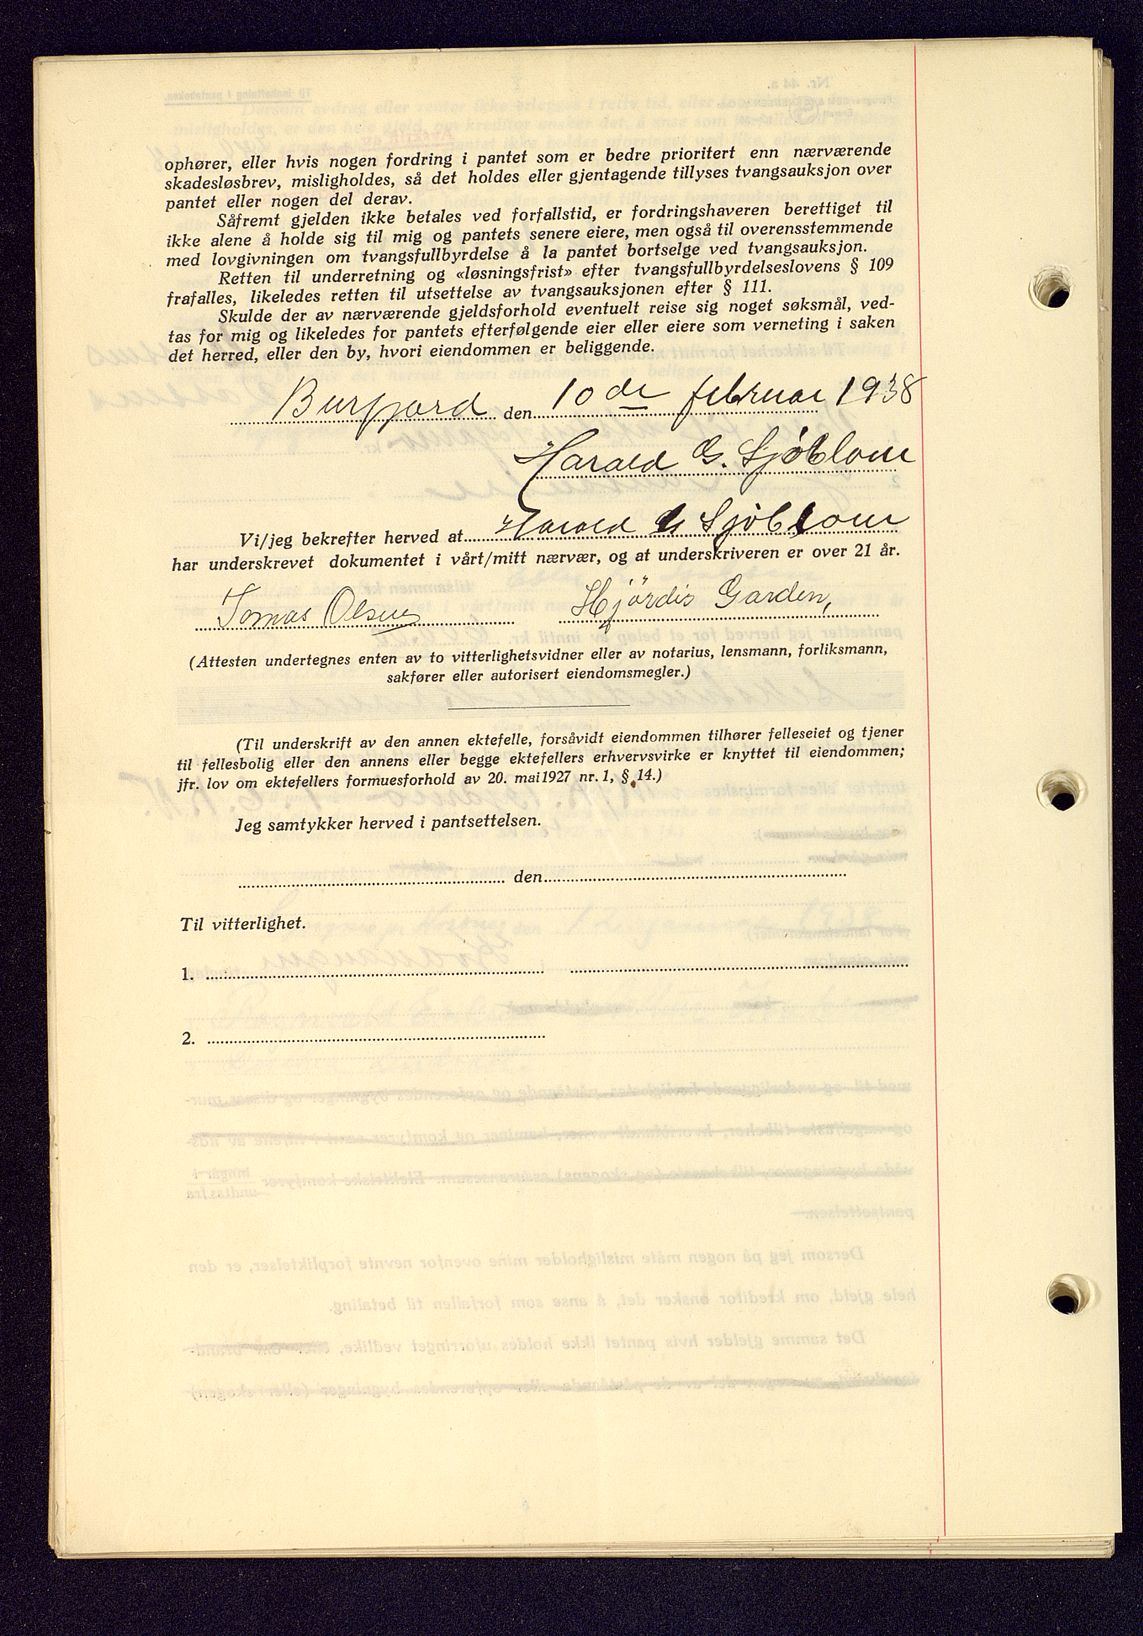 ophører, eller hvis nogen fordring i pantet som er bedre prioritert enn nærværende
skadesløsbrev, misligholdes, så det holdes eller gjentagende tillyses tvangsauksjon over
pantet eller nogen del derav.
Såfremt gjelden ikke betales ved forfallstid, er fordringshaveren berettiget til
ikke alene å holde sig til mig og pantets senere eiere, men også til overensstemmende
med lovgivningen om tvangsfullbyrdelse å la pantet bortselge ved tvangsauksjon.
Retten til underretning og «løsningsfrist» efter tvangsfullbyrdelseslovens § 109
frafalles, likeledes retten til utsettelse av tvangsauksjonen efter § 111.
Skulde der av nærværende gjeldsforhold eventuelt reise sig noget søksmål, ved-
tas for mig og likeledes for pantets efterfølgende eier eller eiere som verneting i saken
det herred, eller den by, hvori eiendommen er beliggende.
Burfjord den 10de februar 1938
Harald G. Sjøblom
Vi/jeg bekrefter herved at Harald G Sjøblom
har underskrevet dokumentet i vårt/mitt nærvær, og at underskriveren er over 21 år.
Tomas Olsen Hjördis Garden,
(Attesten undertegnes enten av to vitterlighetsvidner eller av notarius, lensmann, forliksmann,
sakfører eller autorisert eiendomsmegler.)
(Til underskrift av den annen ektefelle, forsåvidt eiendommen tilhører felleseiet og tjener
til fellesbolig eller den annens eller begge ektefellers erhvervsvirke er knyttet til eiendommen;
jfr. lov om ektefellers formuesforhold av 20. mai 1927 nr. 1, § 14.)
Jeg samtykker herved i pantsettelsen.
den
Til vitterlighet.
1.
2.